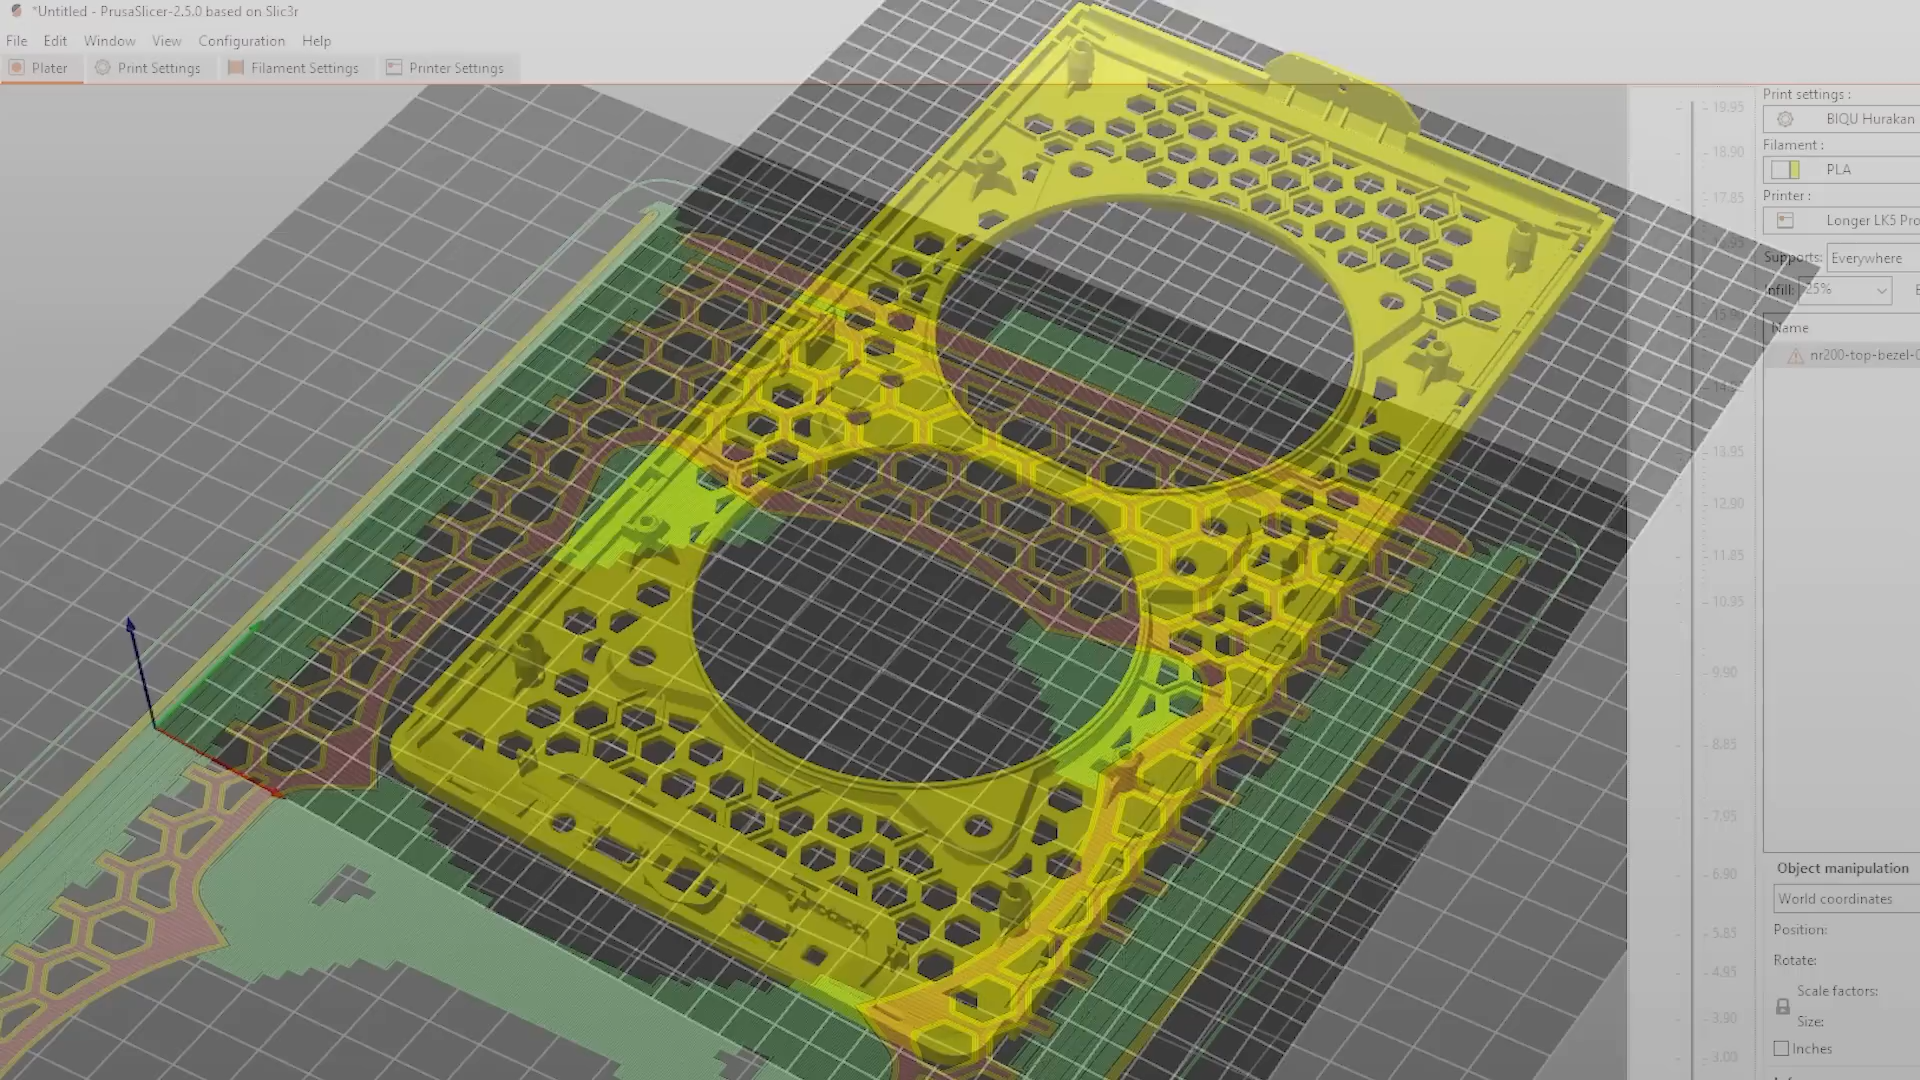 *Untitled - PrusaSlicer-2.5.0 based on Slic3r
File Edit Window View Configuration Help
Plater Print Settings Filament Settings Printer Settings
Print settings :
BIQU Hurakan
Filament :
PLA
Printer :
Longer LK5 Pro
Supports: Everywhere
Infill: 25%
Name
nr200-top-bezel-
Object manipulation
World coordinates
Position:
Rotate:
Scale factors:
Size:
Inches
19.95
18.90
17.85
13.95
12.90
11.85
10.95
9.90
8.85
7.95
6.90
5.85
4.95
3.90
3.00